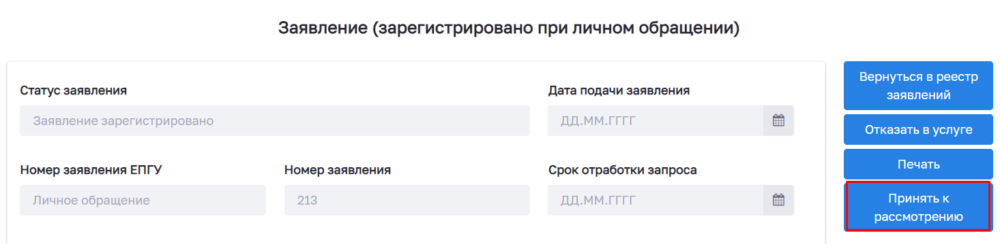 Заявление (зарегистрировано при личном обращении)
Статус заявления
Дата подачи заявления
Заявление зарегистрировано
ДД.ММ.ГГГГ
Номер заявления ЕПГУ
Номер заявления
Срок отработки запроса
Личное обращение
213
ДД.ММ.ГГГГ
Вернуться в реестр
заявлений
Отказать в услуге
Печать
Принять к
рассмотрению